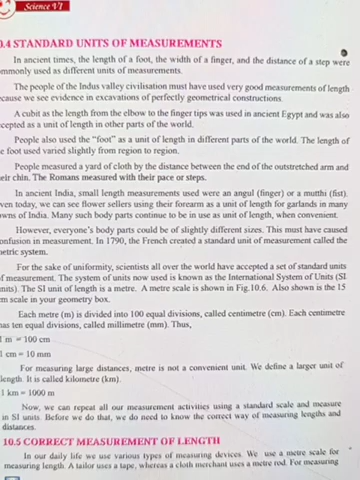 Science VI
0.4 STANDARD UNITS OF MEASUREMENTS
In ancient times, the length of a foot, the width of a finger, and the distance of a step were
ommonly used as different units of measurements.
The people of the Indus valley civilisation must have used very good measurements of length
ecause we see evidence in excavations of perfectly geometrical constructions.
A cubit as the length from the elbow to the finger tips was used in ancient Egypt and was also
ccepted as a unit of length in other parts of the world.
People also used the "foot" as a unit of length in different parts of the world. The length of
e foot used varied slightly from region to region.
People measured a yard of cloth by the distance between the end of the outstretched arm and
eir chin. The Romans measured with their pace or steps.
In ancient India, small length measurements used were an angul (finger) or a mutthi (fist).
ven today, we can see flower sellers using their forearm as a unit of length for garlands in many
owns of India. Many such body parts continue to be in use as unit of length, when convenient.
However, everyone's body parts could be of slightly different sizes. This must have caused
onfusion in measurement. In 1790, the French created a standard unit of measurement called the
etric system.
For the sake of uniformity, scientists all over the world have accepted a set of standard units
f measurement. The system of units now used is known as the International System of Units (SI
nits). The SI unit of length is a metre. A metre scale is shown in Fig.10.6. Also shown is the 15
m scale in your geometry box.
Each metre (m) is divided into 100 equal divisions, called centimetre (cm). Each centimetre
has ten equal divisions, called millimetre (mm). Thus,
1 m = 100 cm
1 cm = 10 mm
For measuring large distances, metre is not a convenient unit. We define a larger unit of
length. It is called kilometre (km).
1 km = 1000 m
Now, we can repeat all our measurement activities using a standard scale and measure
in SI units. Before we do that, we do need to know the correct way of measuring lengths and
distances.
10.5 CORRECT MEASUREMENT OF LENGTH
In our daily life we use various types of measuring devices. We use a metre scale for
measuring length. A tailor uses a tape, whereas a cloth merchant uses a metre rod. For measuring